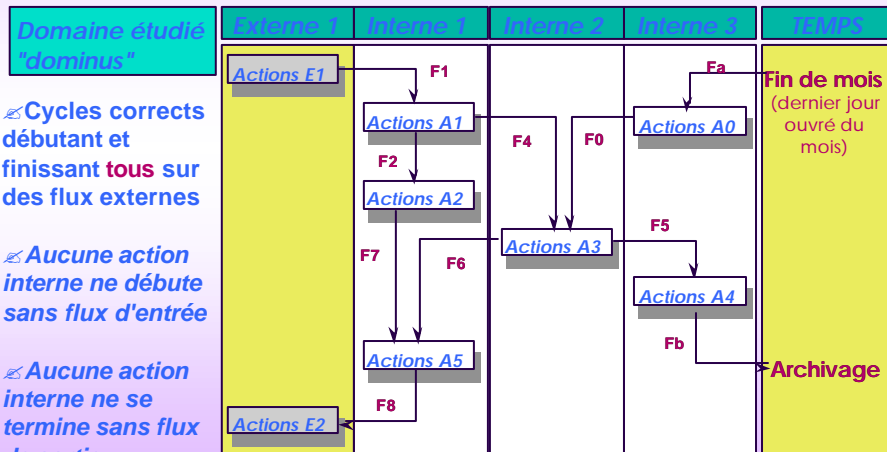 Domaine étudié
"dominus"
Cycles corrects
débutant et
finissant tous sur
des flux externes
Aucune action
interne ne débute
sans flux d'entrée
Aucune action
interne ne se
termine sans flux
Externe 1
Interne 1
Interne 2
Interne 3
TEMPS
Actions E1
F1
Fa
Fin de mois
(dernier jour
ouvré du
mois)
Actions A1
F4
F0
Actions A0
F2
Actions A2
F7
F6
Actions A3
F5
Actions A4
Fb
Archivage
Actions A5
F8
Actions E2